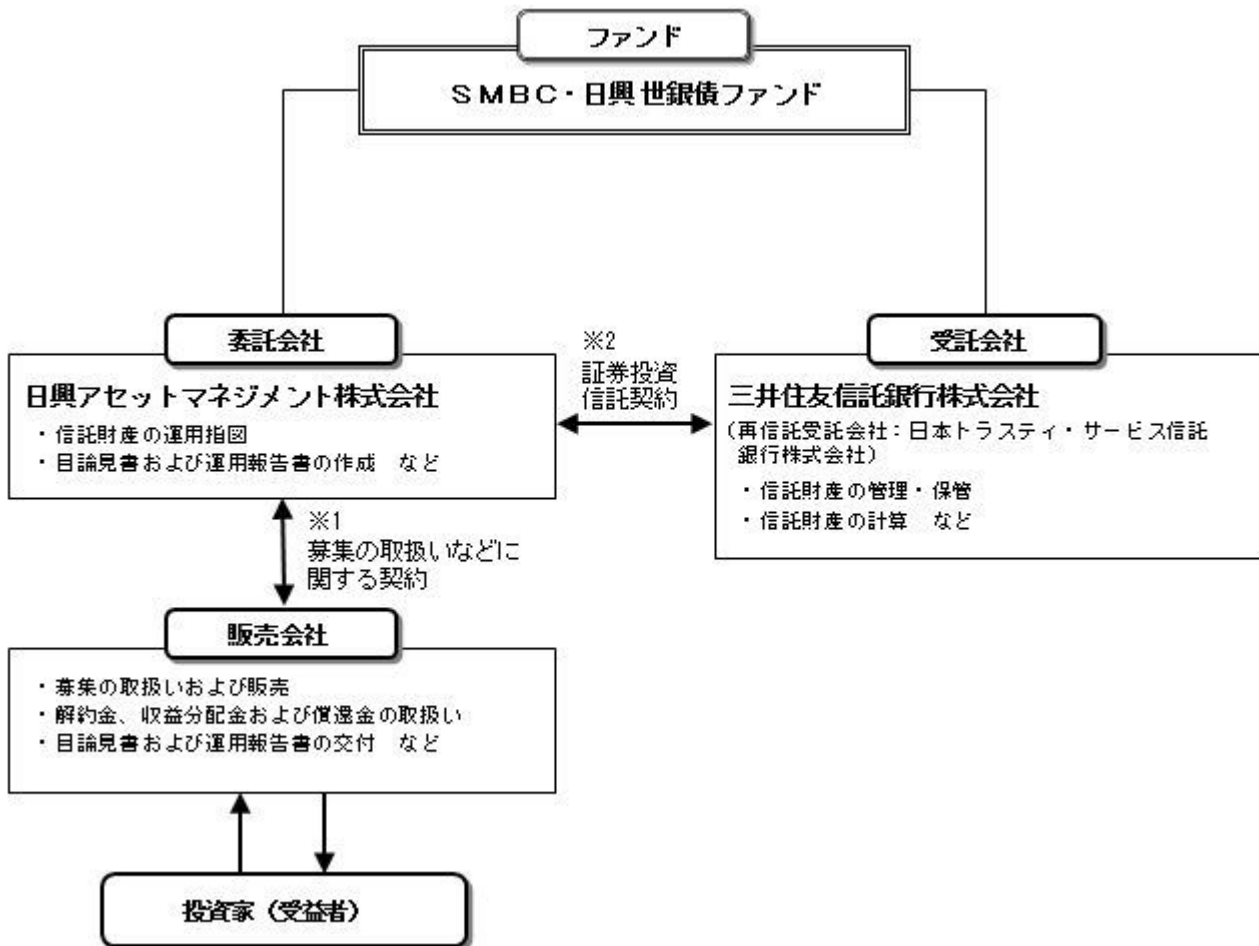 ファンド
SMBC・日興世銀債ファンド
委託会社
日興アセットマネジメント株式会社
・信託財産の運用指図
・目論見書および運用報告書の作成　など
※2
証券投資
信託契約
受託会社
三井住友信託銀行株式会社
(再信託受託会社：日本トラスティ・サービス信託
銀行株式会社)
・信託財産の管理・保管
・信託財産の計算　など
※1
募集の取扱いなどに
関する契約
販売会社
・募集の取扱いおよび販売
・解約金、収益分配金および償還金の取扱い
・目論見書および運用報告書の交付　など
投資家（受益者）